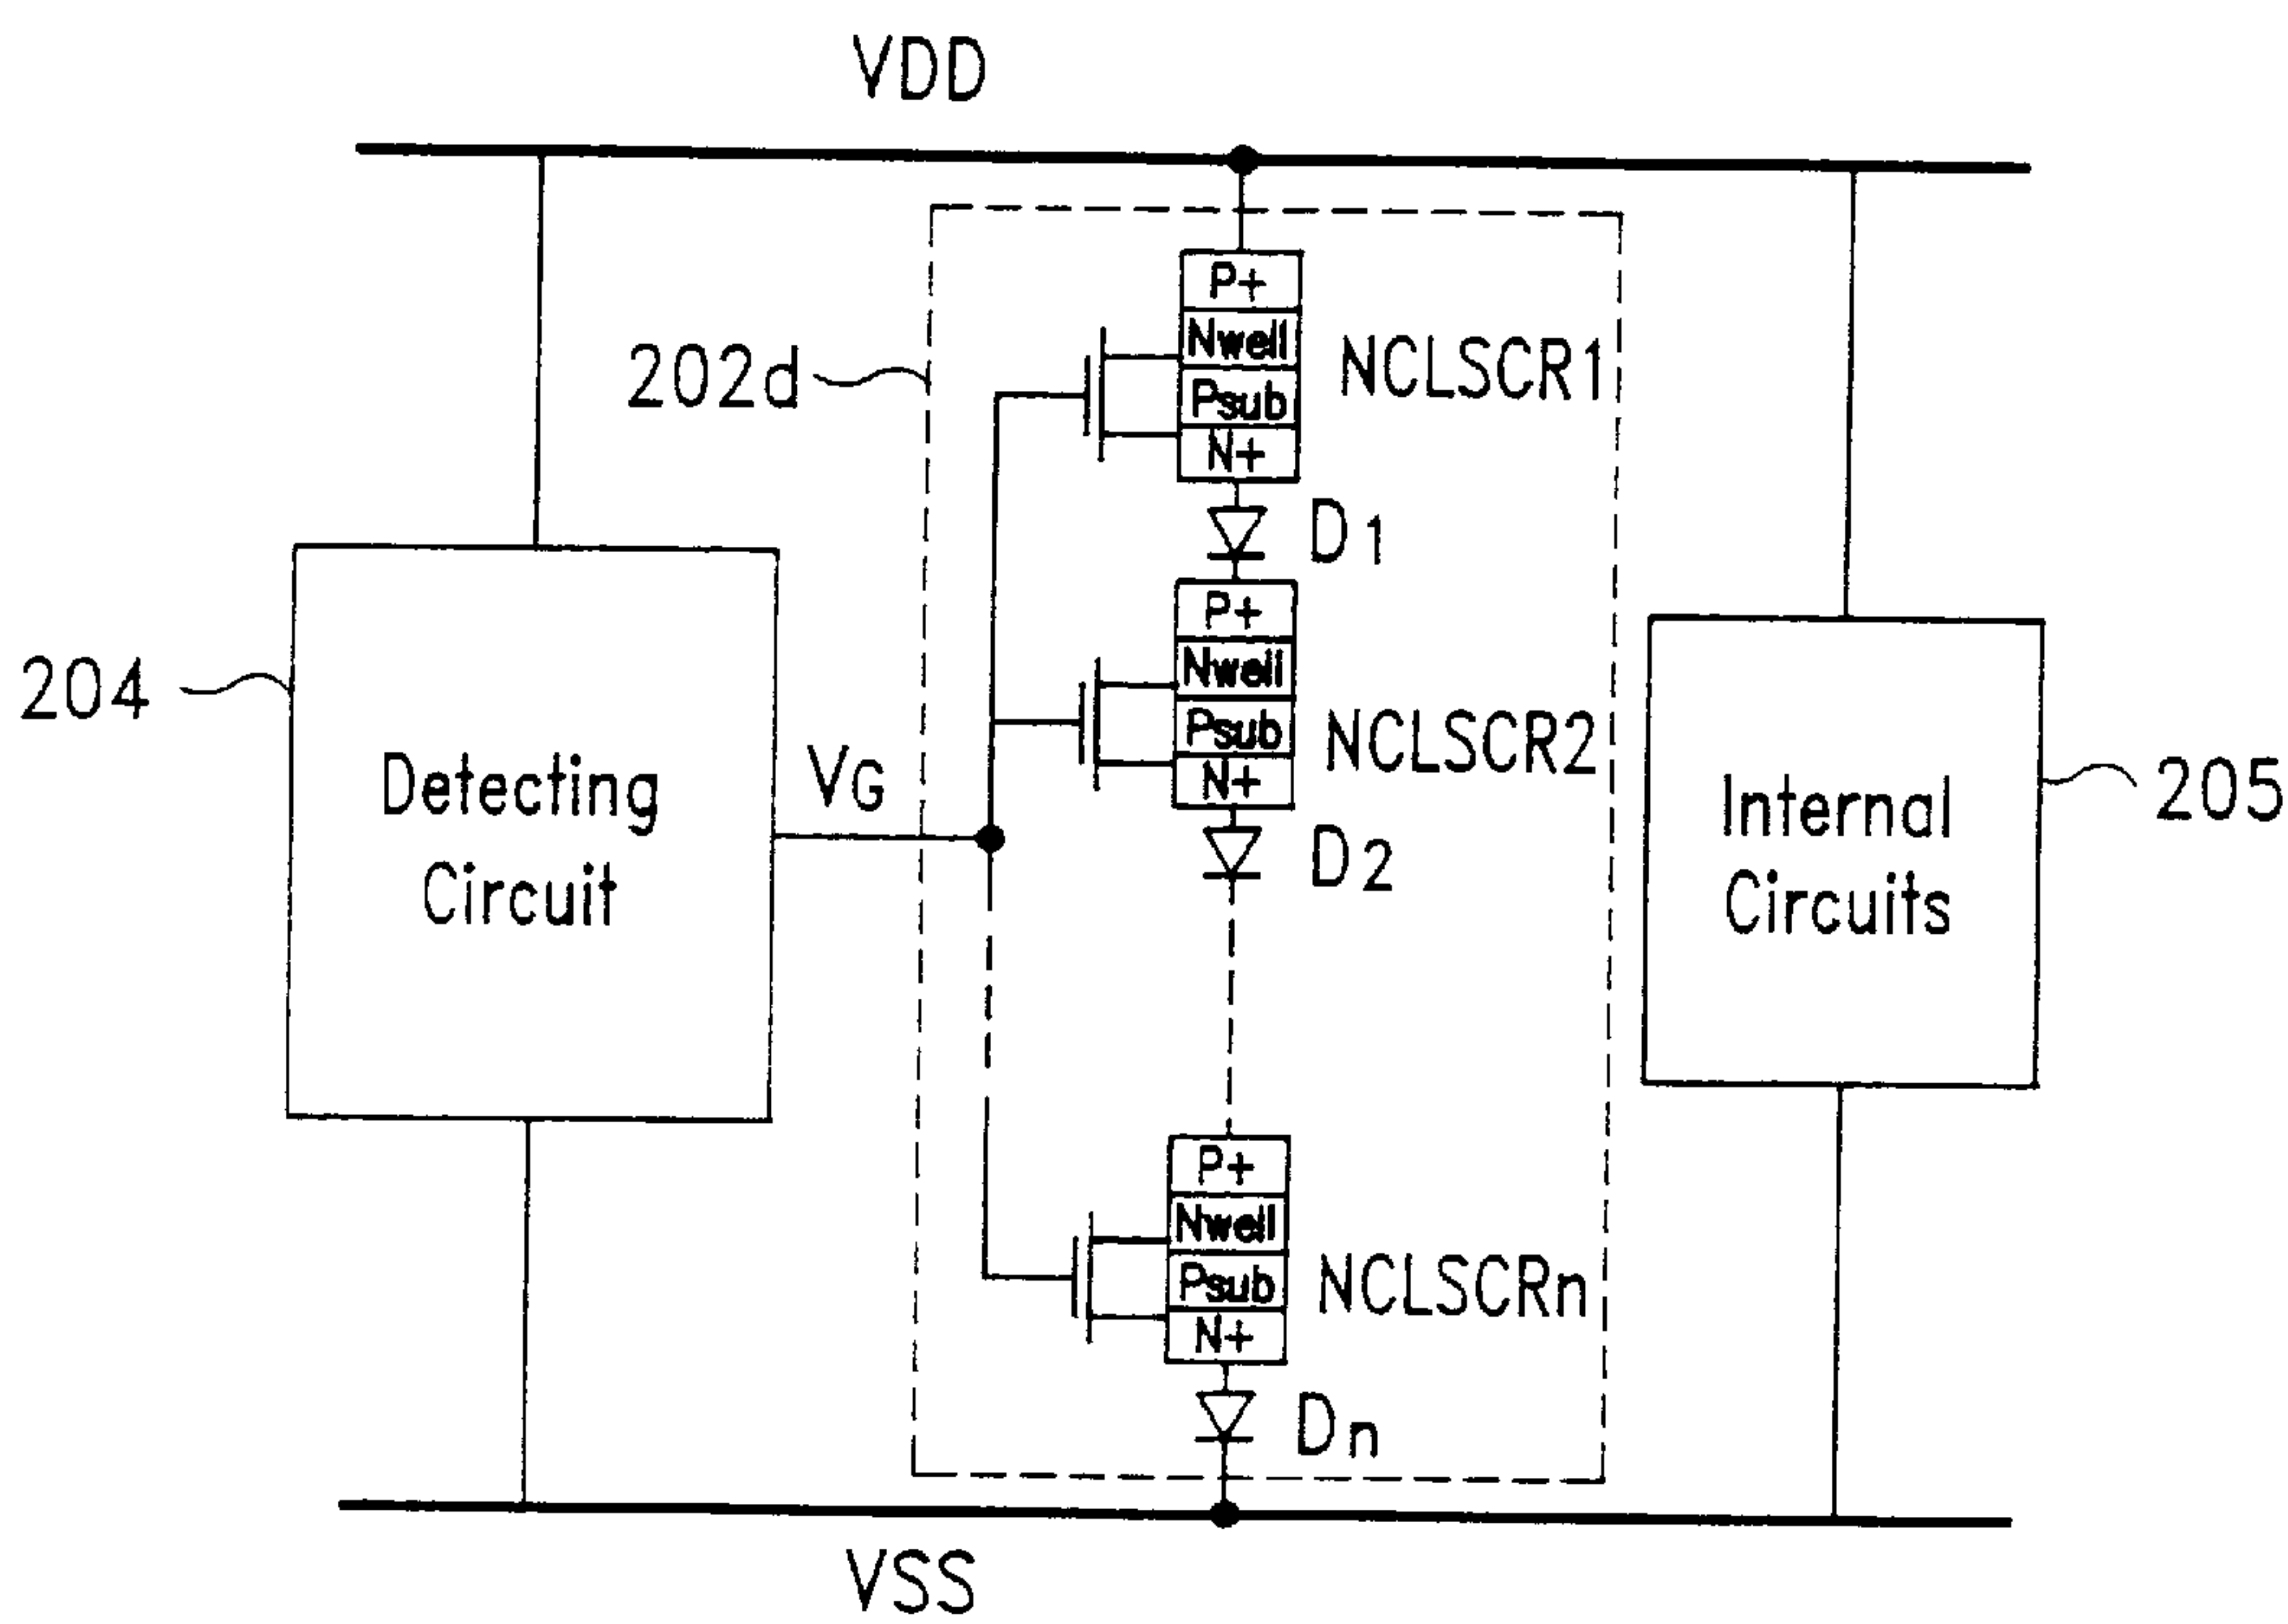 VDD
P+
Nwell
Psub
N+
NCLSCR1
202d
D1
P+
Nwell
Psub
N+
NCLSCR2
204
Detecting
Circuit
VG
D2
Internal
Circuits
205
P+
Nwell
Psub
N+
NCLSCRn
Dn
VSS